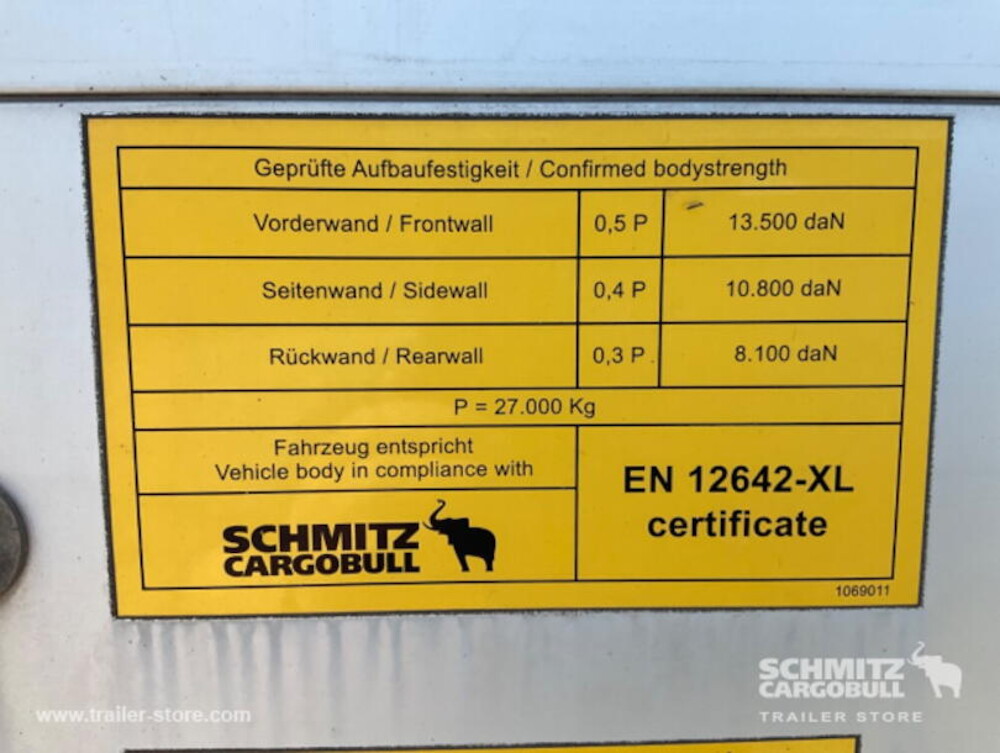 Geprüfte Aufbaufestigkeit / Confirmed bodystrength
Vorderwand / Frontwall 0,5 P 13.500 daN
Seitenwand / Sidewall 0,4 P 10.800 daN
Rückwand / Rearwall 0,3 P 8.100 daN
P = 27.000 Kg
Fahrzeug entspricht
Vehicle body in compliance with
SCHMITZ
CARGOBULL
EN 12642-XL
certificate
1069011
www.trailer-store.com
SCHMITZ
CARGOBULL
TRAILER STORE